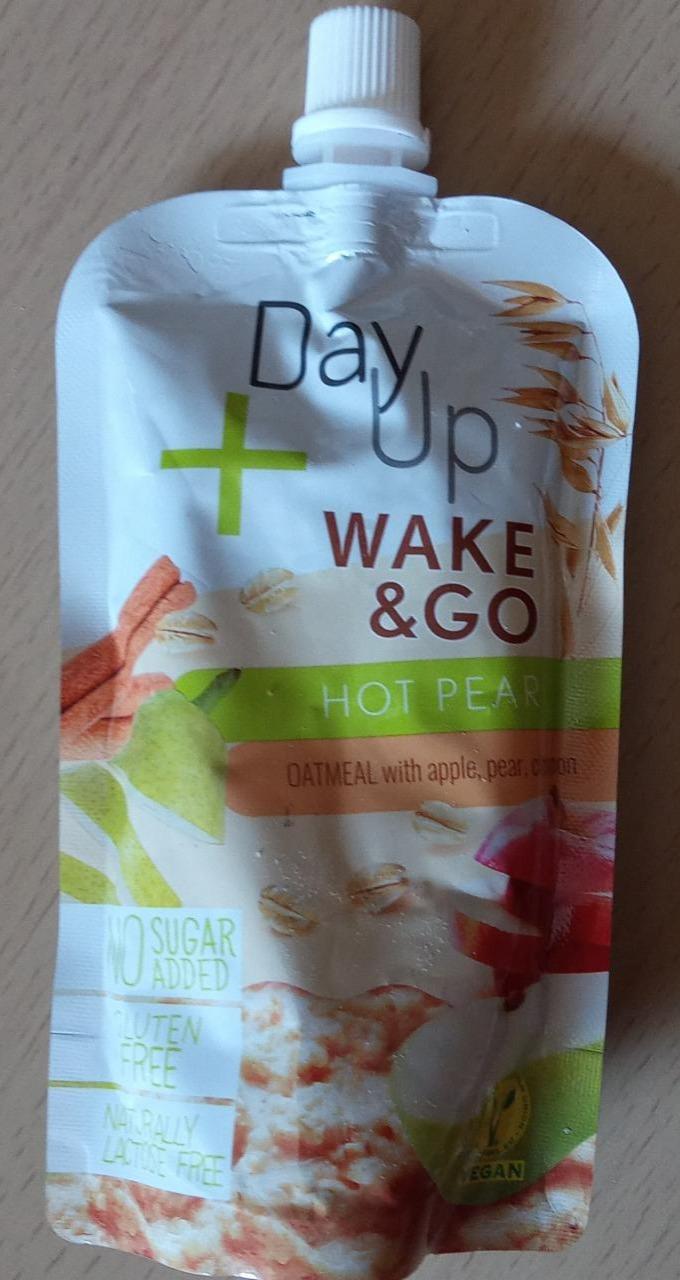 Day
Up
WAKE
&GO
HOT PEAR
OATMEAL with apple, pear,
NO SUGAR
ADDED
GLUTEN
FREE
NATURALLY
LACTOSE FREE
VEGAN